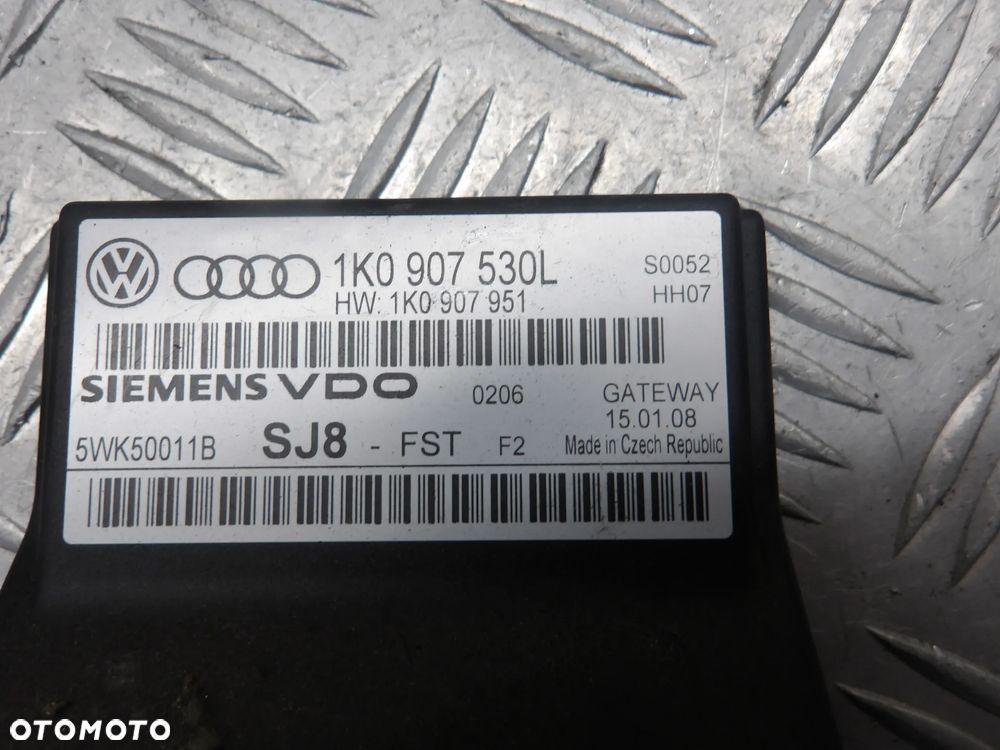 1K0 907 530L
S0052
HW: 1K0 907 951
HH07
SIEMENS VDO
0206
GATEWAY
15.01.08
5WK50011B
SJ8 - FST F2
Made in Czech Republic
OTOMOTO